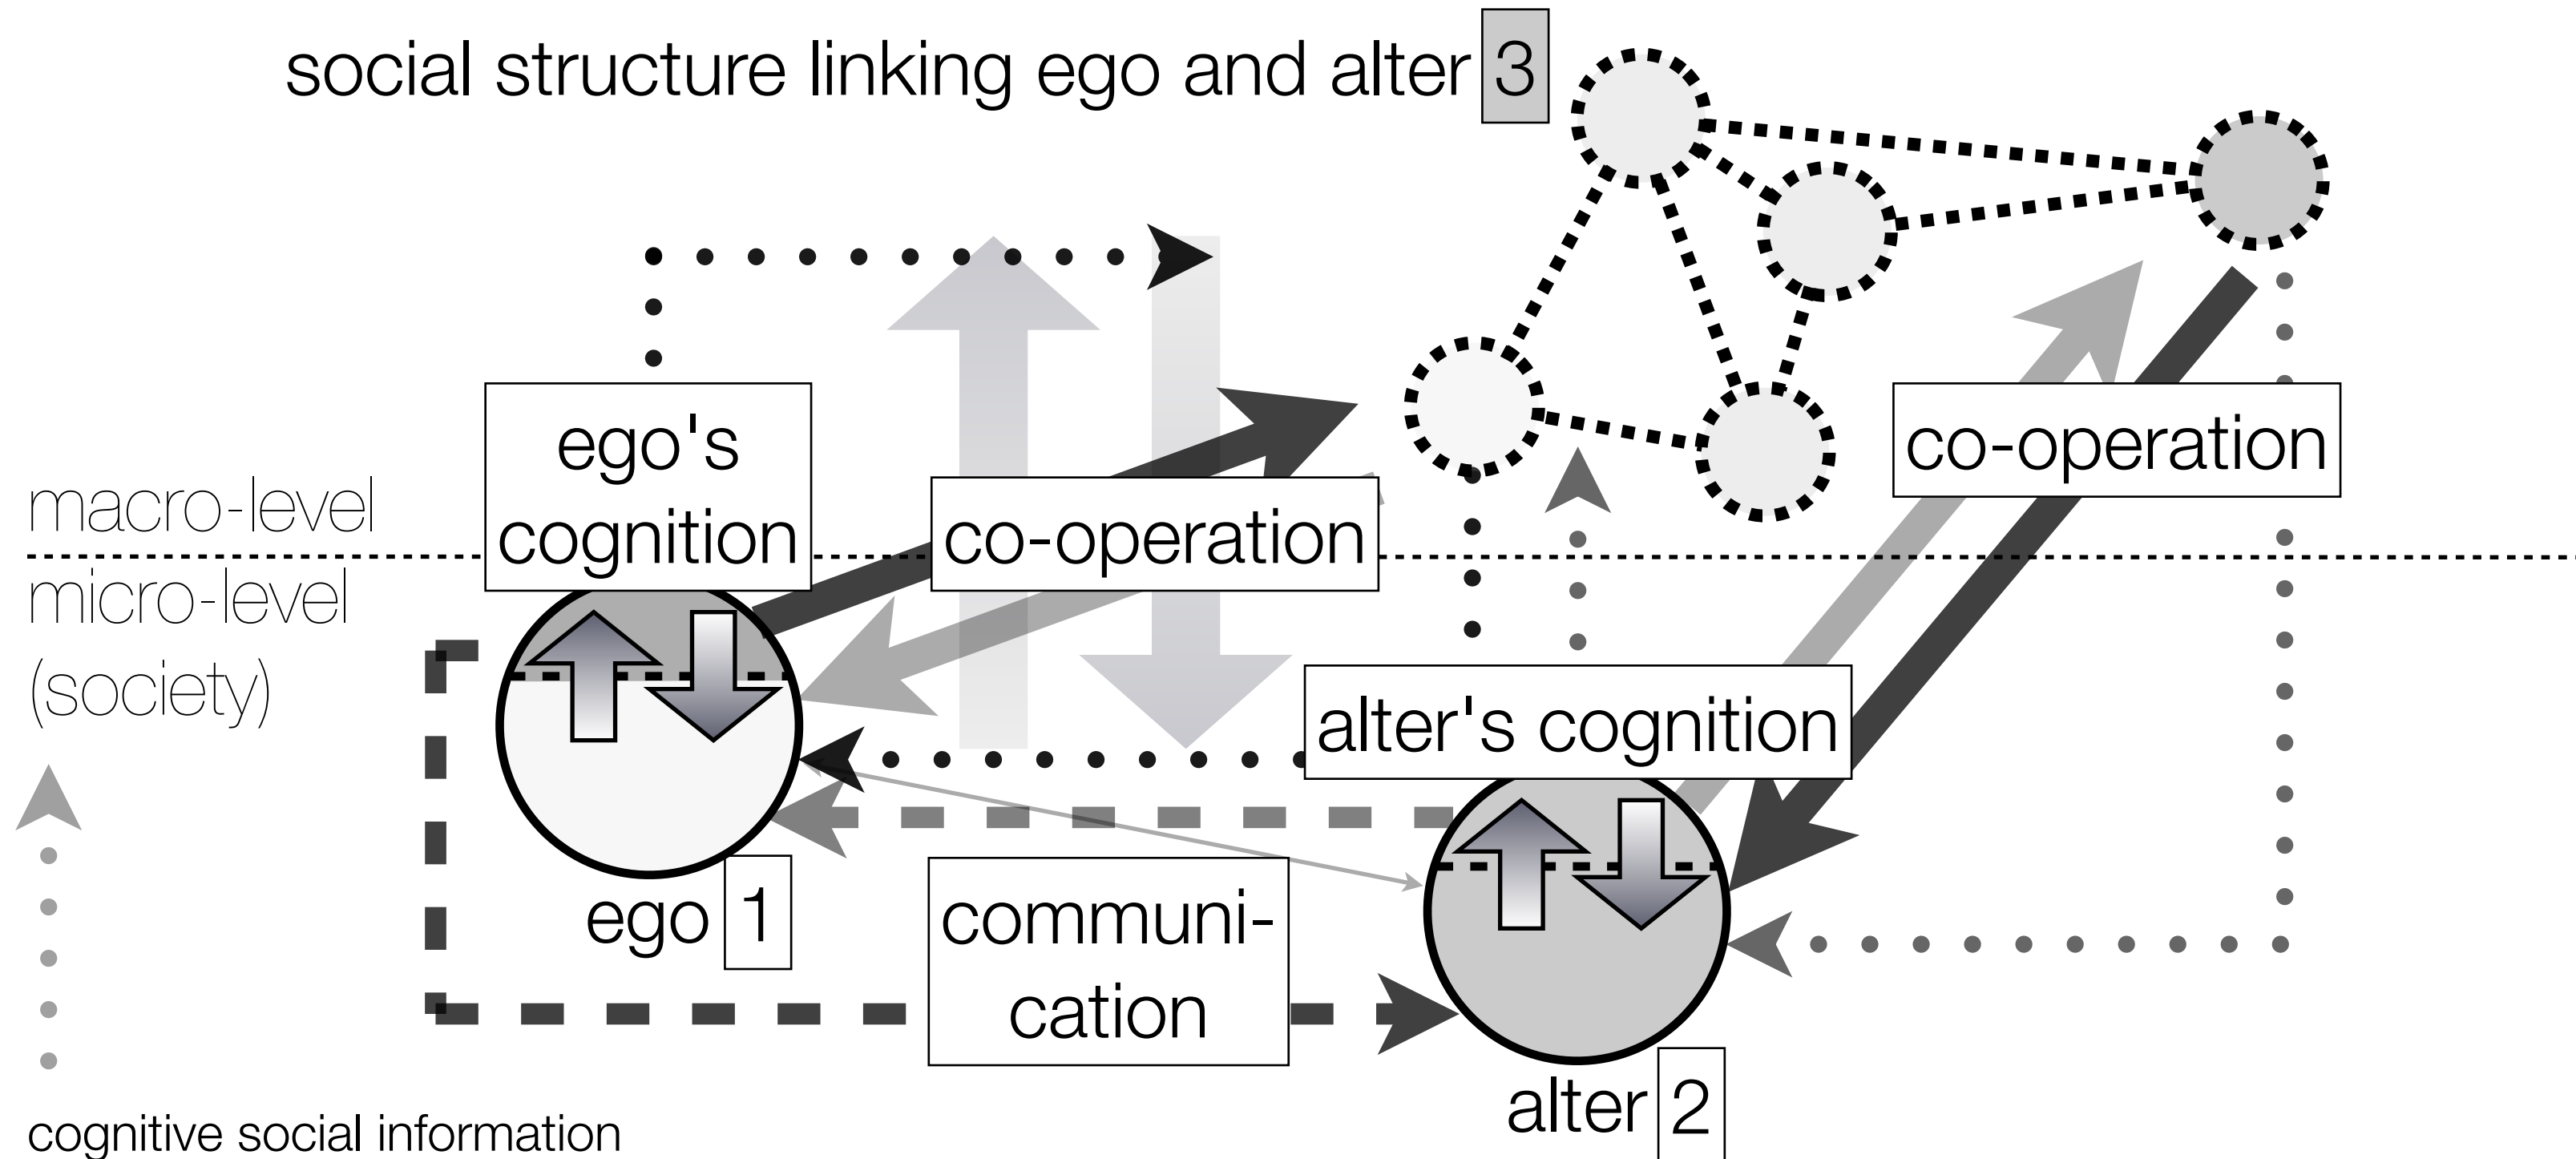 social structure linking ego and alter 3
ego's
cognition
co-operation
co-operation
macro-level
micro-level
(society)
alter's cognition
ego 1
communi-
cation
alter 2
cognitive social information